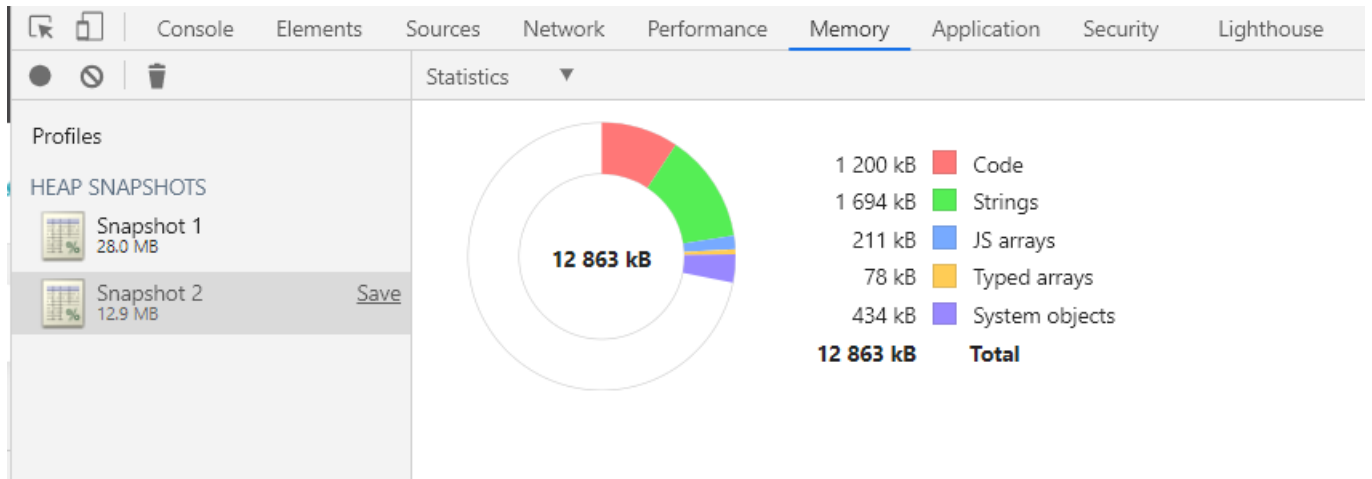 Console Elements Sources Network Performance Memory Application Security Lighthouse
Statistics ▼
Profiles
HEAP SNAPSHOTS
Snapshot 1
28.0 MB
Snapshot 2 Save
12.9 MB
12 863 kB
1 200 kB Code
1 694 kB Strings
211 kB JS arrays
78 kB Typed arrays
434 kB System objects
12 863 kB Total